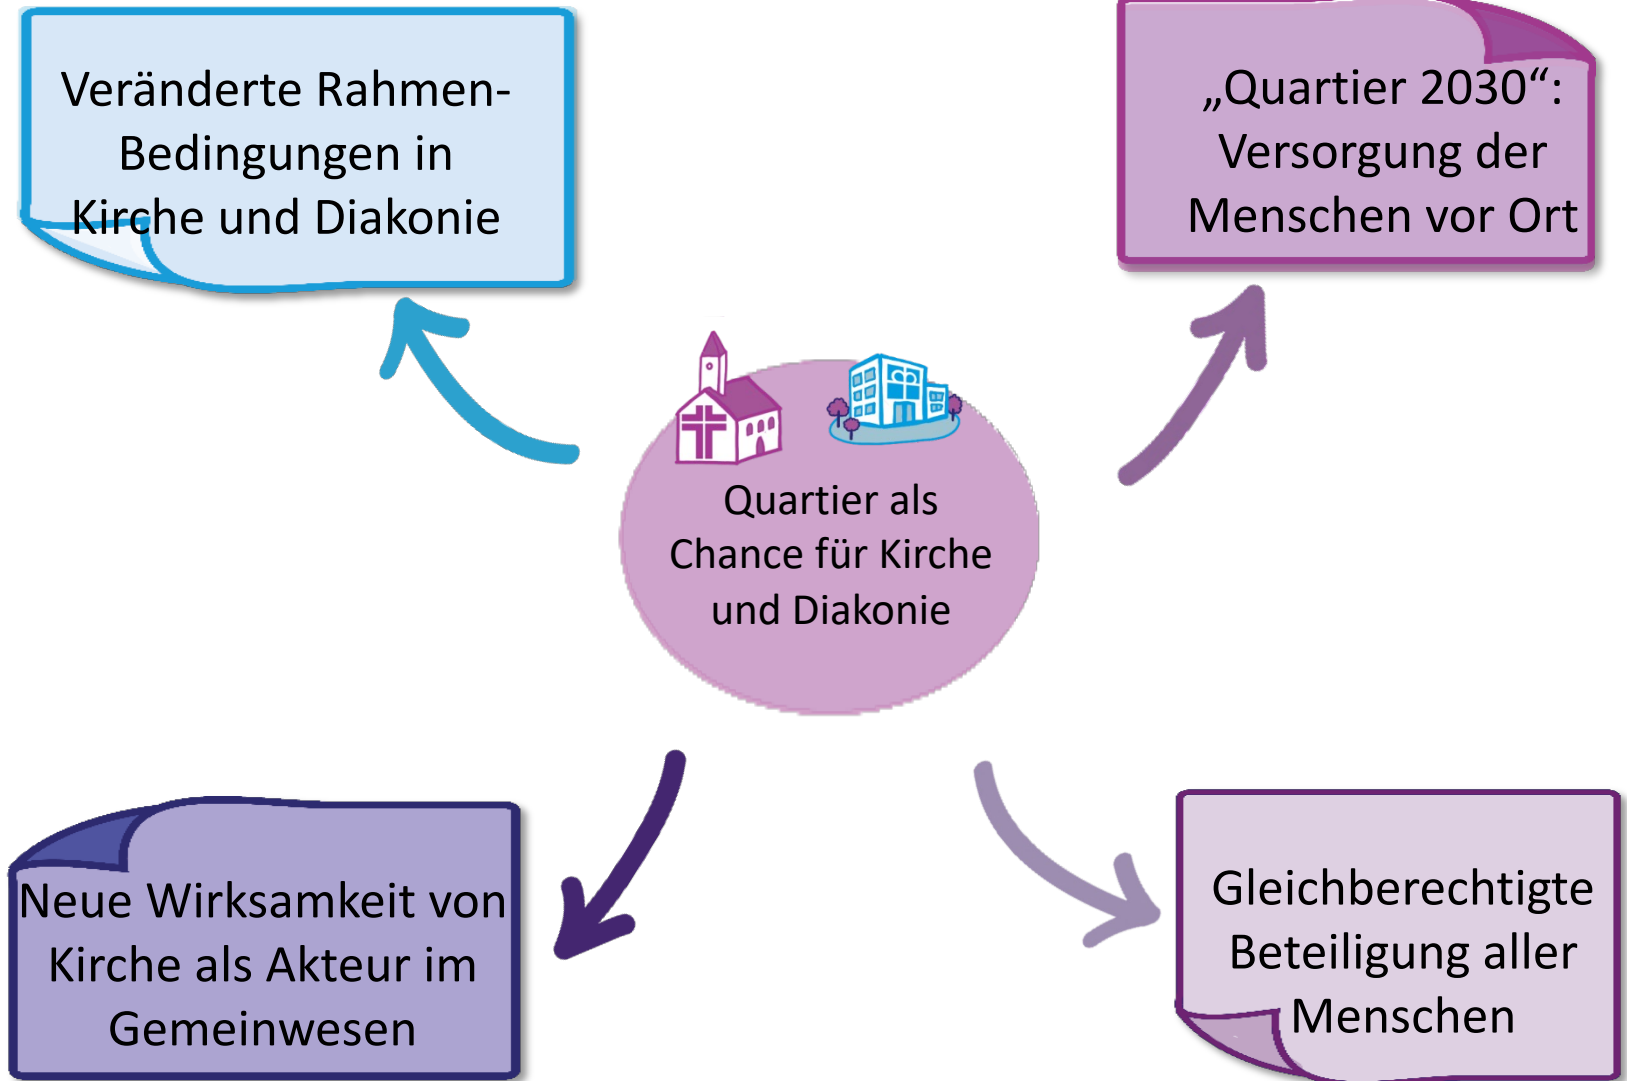 Veränderte Rahmen-
Bedingungen in
Kirche und Diakonie
„Quartier 2030“:
Versorgung der
Menschen vor Ort
Quartier als
Chance für Kirche
und Diakonie
Neue Wirksamkeit von
Kirche als Akteur im
Gemeinwesen
Gleichberechtigte
Beteiligung aller
Menschen